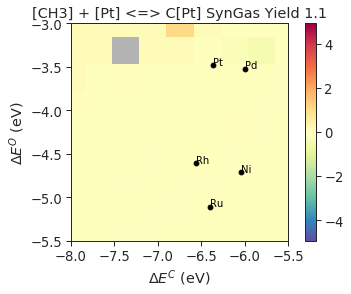 [CH3] + [Pt] <=> C[Pt] SynGas Yield 1.1
−3.0
−3.5
−4.0
−4.5
−5.0
−5.5
ΔE^O (eV)
Pt
Pd
Rh
Ni
Ru
−8.0 −7.5 −7.0 −6.5 −6.0 −5.5
ΔE^C (eV)
4
2
0
−2
−4